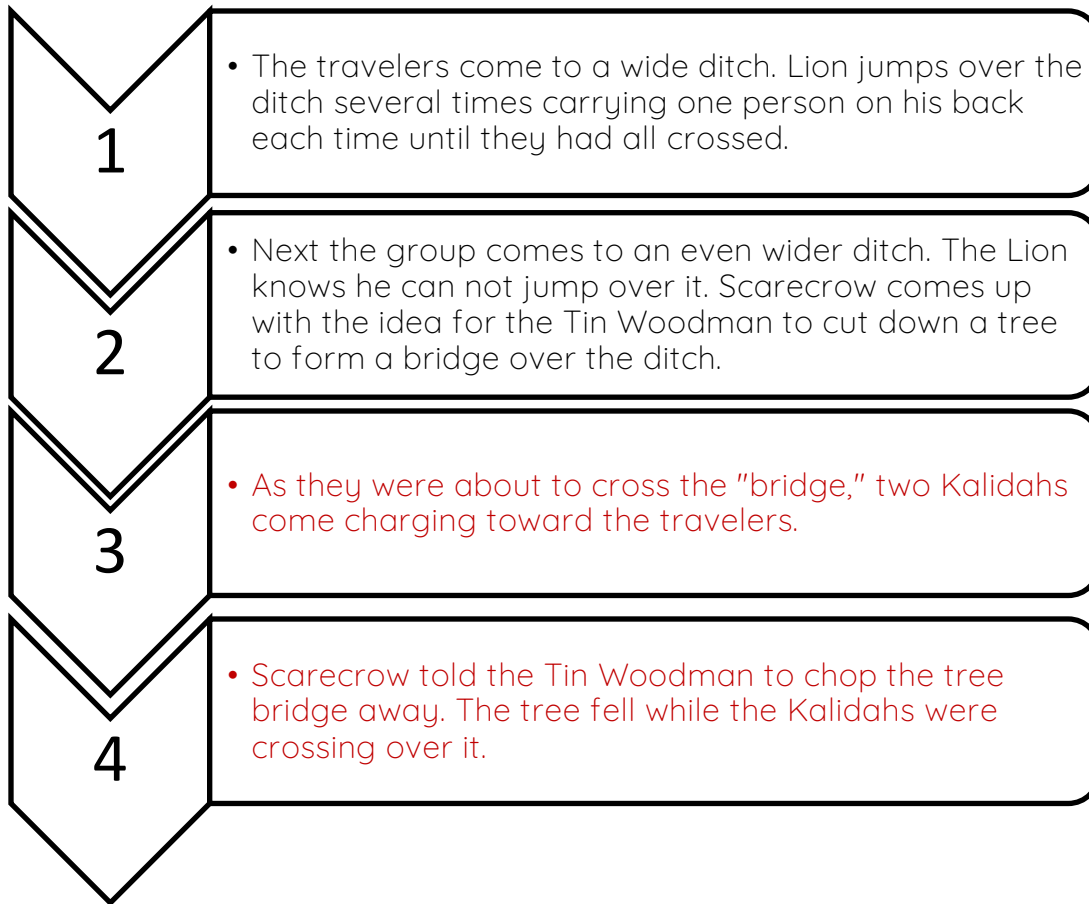 1
• The travelers come to a wide ditch. Lion jumps over the
ditch several times carrying one person on his back
each time until they had all crossed.
2
• Next the group comes to an even wider ditch. The Lion
knows he can not jump over it. Scarecrow comes up
with the idea for the Tin Woodman to cut down a tree
to form a bridge over the ditch.
3
• As they were about to cross the "bridge," two Kalidahs
come charging toward the travelers.
4
• Scarecrow told the Tin Woodman to chop the tree
bridge away. The tree fell while the Kalidahs were
crossing over it.